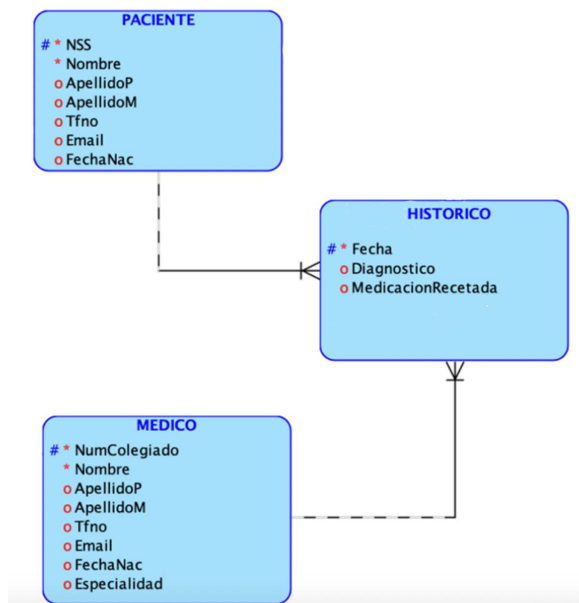 PACIENTE
# * NSS
* Nombre
o ApellidoP
o ApellidoM
o Tfno
o Email
o FechaNac
HISTORICO
# * Fecha
o Diagnostico
o MedicacionRecetada
MEDICO
# * NumColegiado
* Nombre
o ApellidoP
o ApellidoM
o Tfno
o Email
o FechaNac
o Especialidad